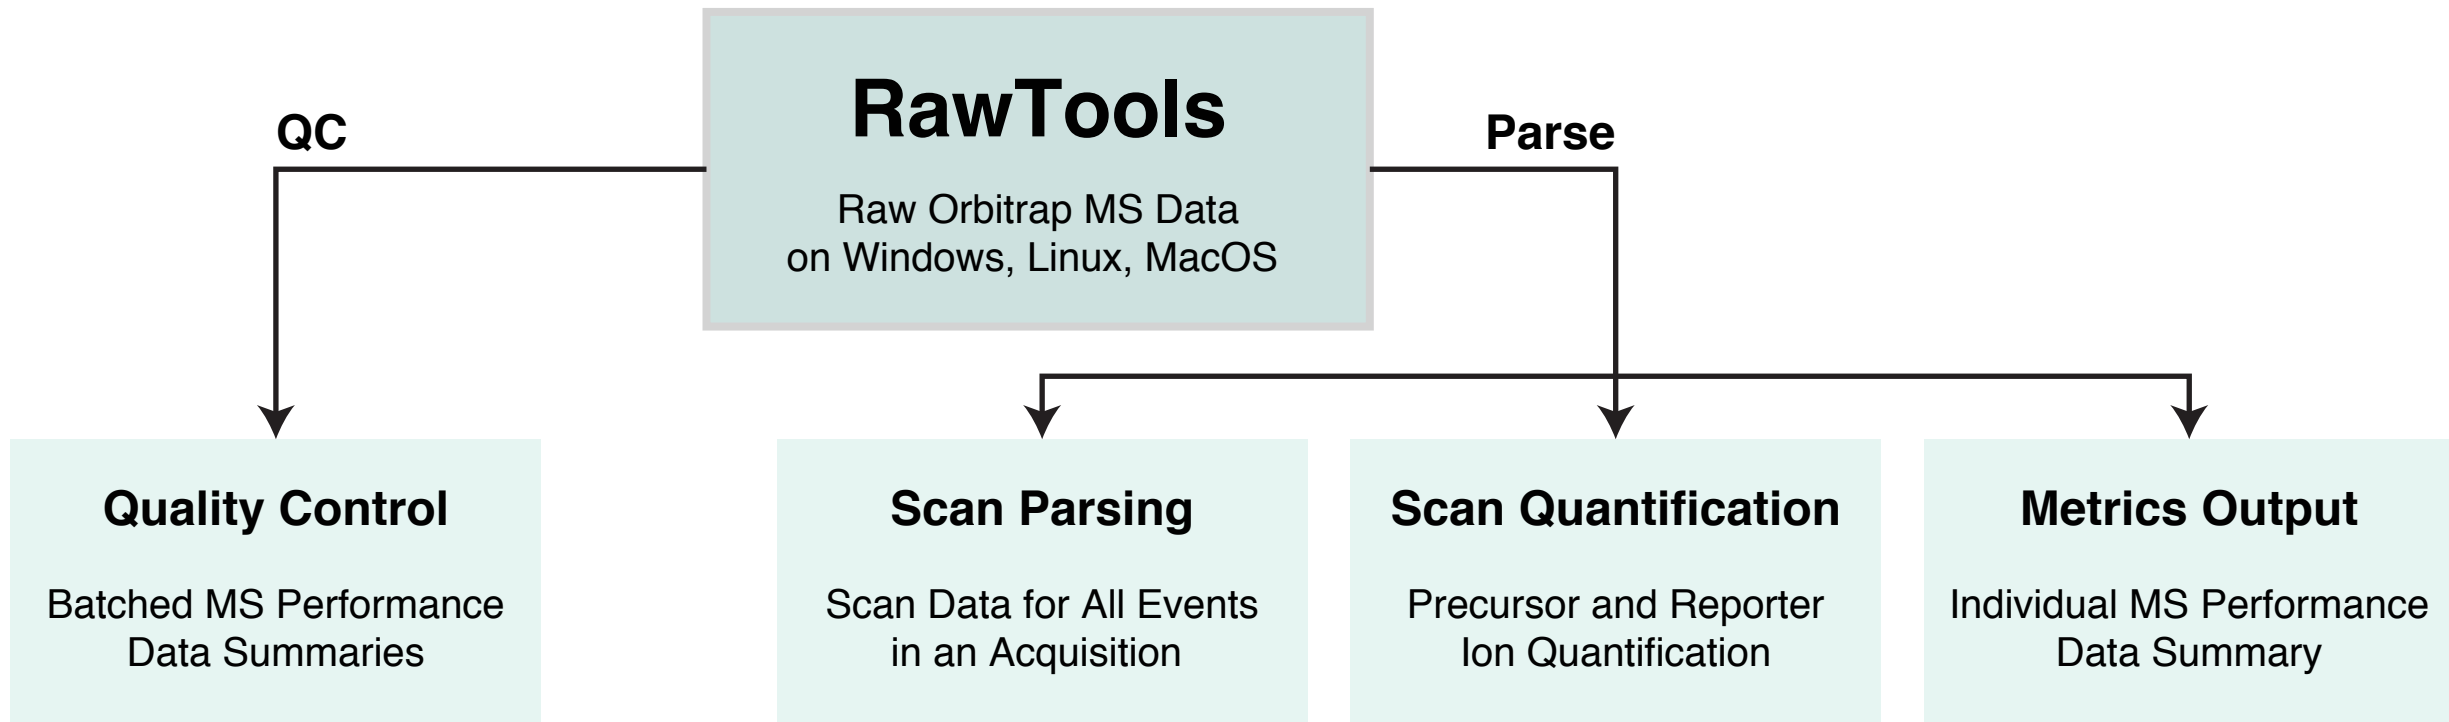 RawTools
Raw Orbitrap MS Data
on Windows, Linux, MacOS
QC
Parse
Quality Control
Batched MS Performance
Data Summaries
Scan Parsing
Scan Data for All Events
in an Acquisition
Scan Quantification
Precursor and Reporter
Ion Quantification
Metrics Output
Individual MS Performance
Data Summary